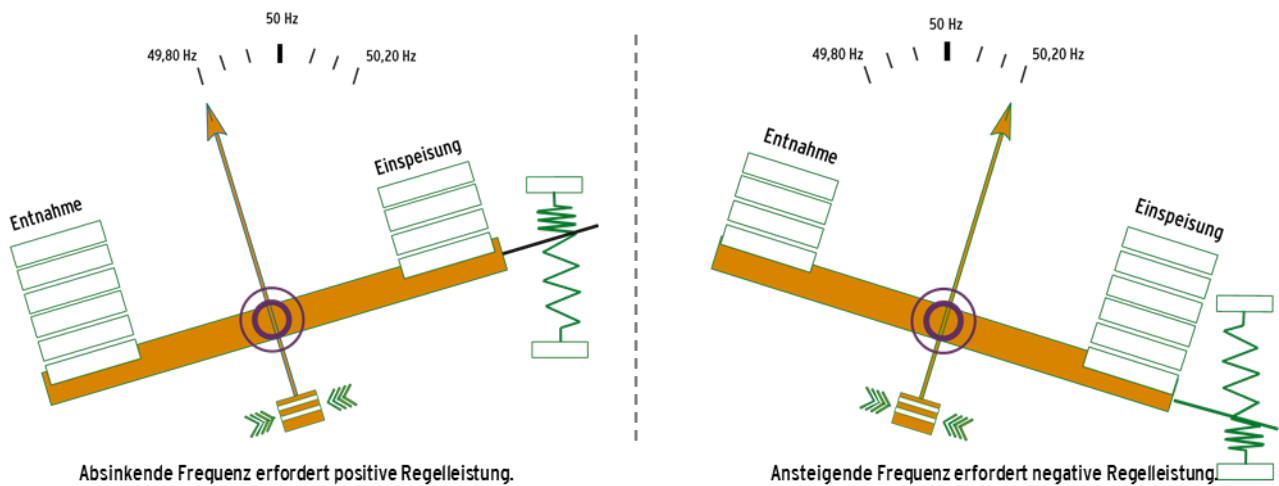 50 Hz
49,80 Hz
50,20 Hz
Einspeisung
Entnahme
Absinkende Frequenz erfordert positive Regelleistung.
50 Hz
49,80 Hz
50,20 Hz
Entnahme
Einspeisung
Ansteigende Frequenz erfordert negative Regelleistung.